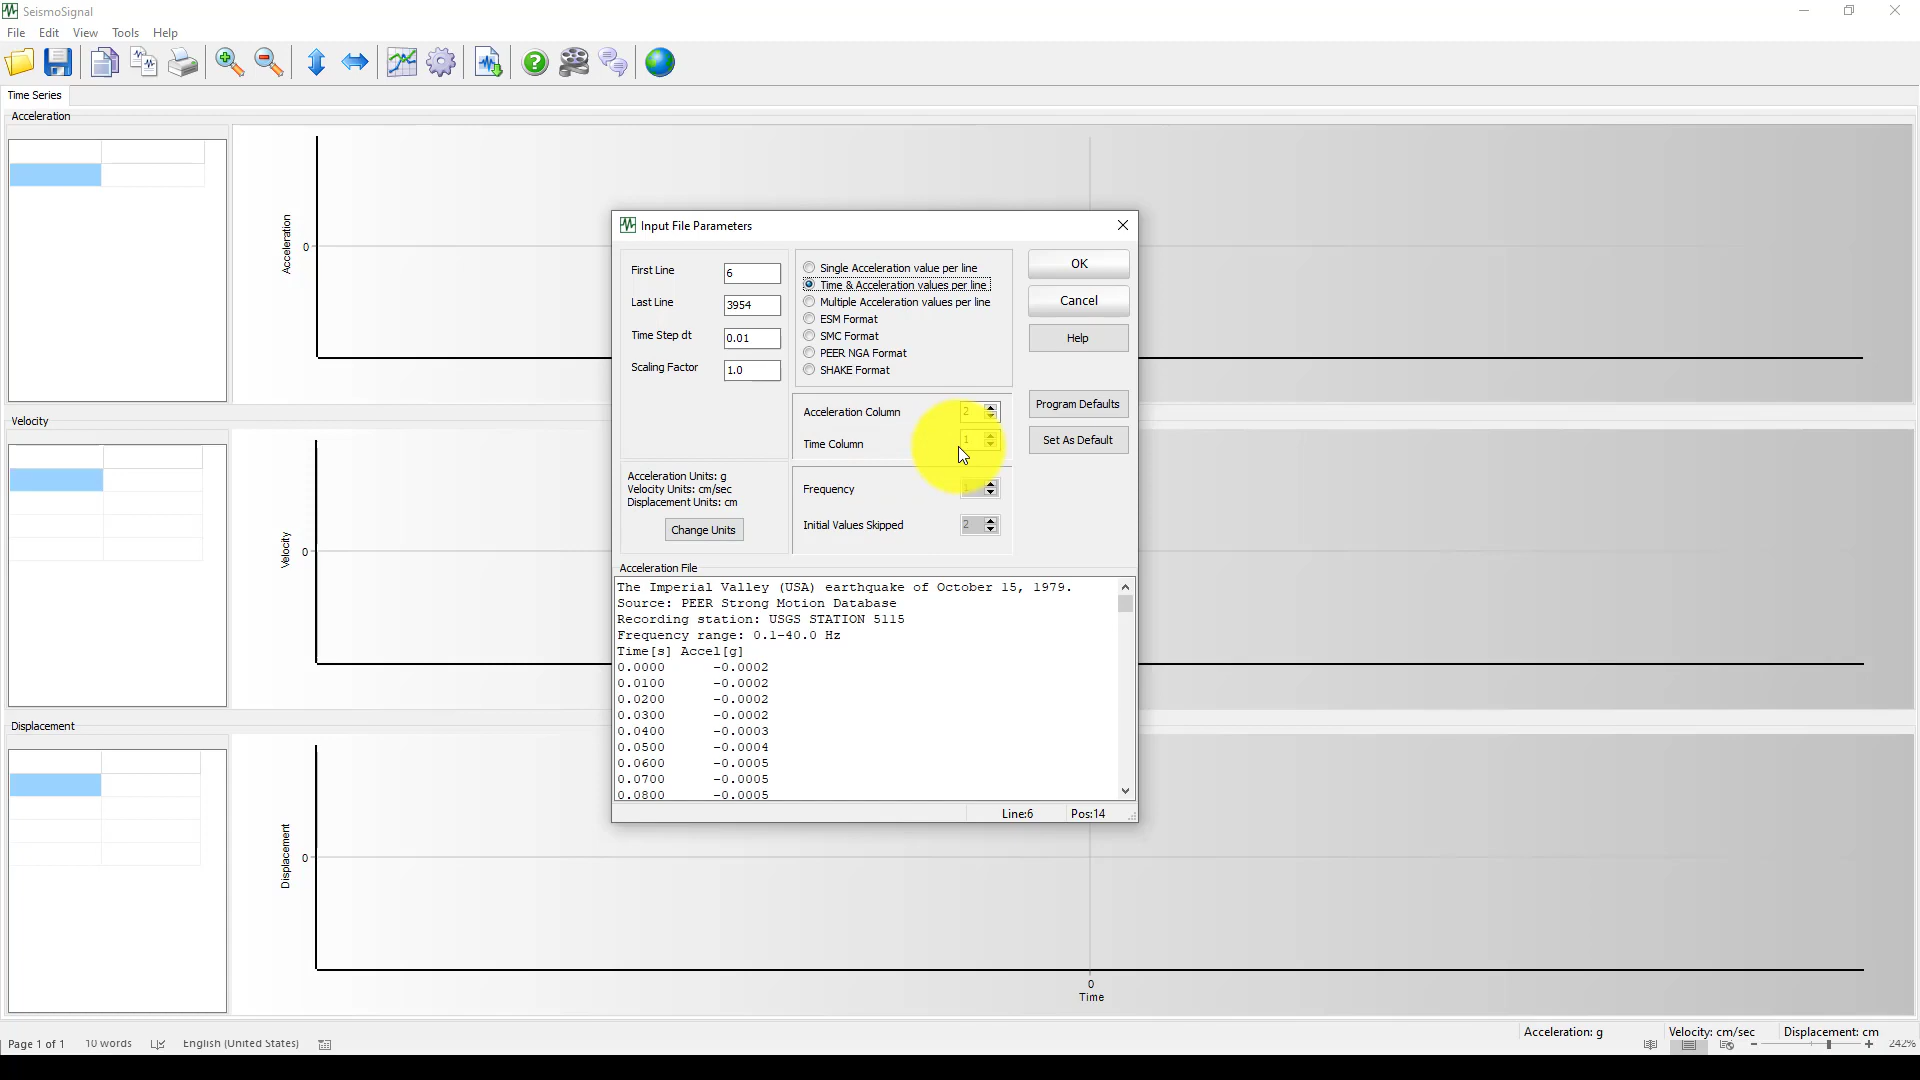 SeismoSignal
File Edit View Tools Help
Time Series
Acceleration
Acceleration
0
Velocity
Velocity
0
Displacement
Displacement
0
0
Time
Input File Parameters
First Line 6
Last Line 3954
Time Step dt 0.01
Scaling Factor 1.0
Single Acceleration value per line
Time & Acceleration values per line
Multiple Acceleration values per line
ESM Format
SMC Format
PEER NGA Format
SHAKE Format
OK
Cancel
Help
Acceleration Column 2
Time Column 1
Program Defaults
Set As Default
Acceleration Units: g
Velocity Units: cm/sec
Displacement Units: cm
Change Units
Frequency 1
Initial Values Skipped 2
Acceleration File
The Imperial Valley (USA) earthquake of October 15, 1979.
Source: PEER Strong Motion Database
Recording station: USGS STATION 5115
Frequency range: 0.1-40.0 Hz
Time[s] Accel[g]
0.0000 -0.0002
0.0100 -0.0002
0.0200 -0.0002
0.0300 -0.0002
0.0400 -0.0003
0.0500 -0.0004
0.0600 -0.0005
0.0700 -0.0005
0.0800 -0.0005
Line:6 Pos:14
Acceleration: g Velocity: cm/sec Displacement: cm
Page 1 of 1 10 words English (United States) 242%